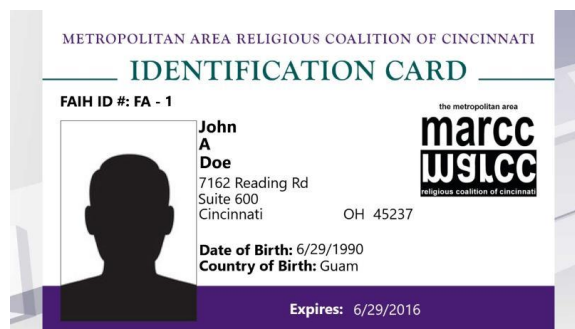 METROPOLITAN AREA RELIGIOUS COALITION OF CINCINNATI
IDENTIFICATION CARD
FAIH ID #: FA - 1
John
A
Doe
7162 Reading Rd
Suite 600
Cincinnati OH 45237
Date of Birth: 6/29/1990
Country of Birth: Guam
the metropolitan area
marcc
religious coalition of cincinnati
Expires: 6/29/2016